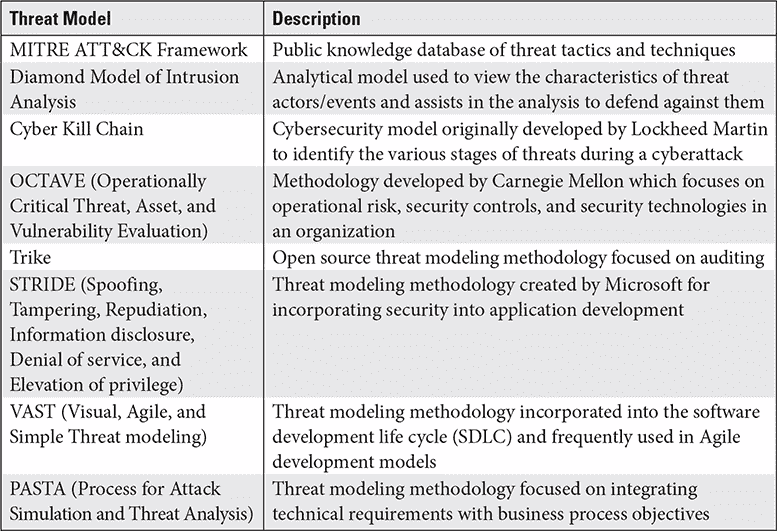 Threat Model
Description
MITRE ATT&CK Framework
Public knowledge database of threat tactics and techniques
Diamond Model of Intrusion
Analysis
Analytical model used to view the characteristics of threat
actors/events and assists in the analysis to defend against them
Cyber Kill Chain
Cybersecurity model originally developed by Lockheed Martin
to identify the various stages of threats during a cyberattack
OCTAVE (Operationally
Critical Threat, Asset, and
Vulnerability Evaluation)
Methodology developed by Carnegie Mellon which focuses on
operational risk, security controls, and security technologies in
an organization
Trike
Open source threat modeling methodology focused on auditing
STRIDE (Spoofing,
Tampering, Repudiation,
Information disclosure,
Denial of service, and
Elevation of privilege)
Threat modeling methodology created by Microsoft for
incorporating security into application development
VAST (Visual, Agile, and
Simple Threat modeling)
Threat modeling methodology incorporated into the software
development life cycle (SDLC) and frequently used in Agile
development models
PASTA (Process for Attack
Simulation and Threat Analysis)
Threat modeling methodology focused on integrating
technical requirements with business process objectives